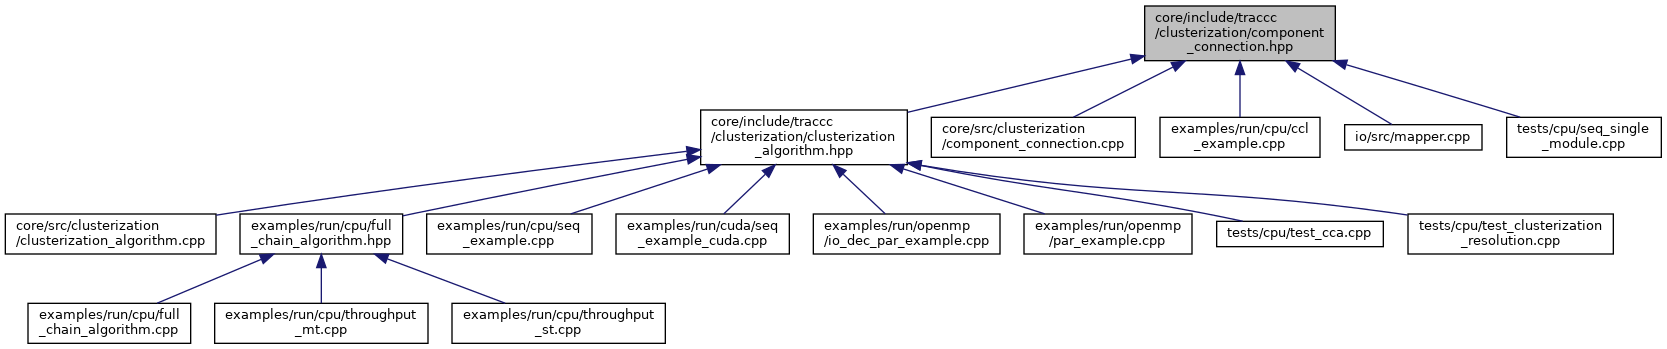 core/include/traccc
/clusterization/component
_connection.hpp
core/include/traccc
/clusterization/clusterization
_algorithm.hpp
core/src/clusterization
/component_connection.cpp
examples/run/cpu/ccl
_example.cpp
io/src/mapper.cpp
tests/cpu/seq_single
_module.cpp
core/src/clusterization
/clusterization_algorithm.cpp
examples/run/cpu/full
_chain_algorithm.hpp
examples/run/cpu/seq
_example.cpp
examples/run/cuda/seq
_example_cuda.cpp
examples/run/openmp
/io_dec_par_example.cpp
examples/run/openmp
/par_example.cpp
tests/cpu/test_cca.cpp
tests/cpu/test_clusterization
_resolution.cpp
examples/run/cpu/full
_chain_algorithm.cpp
examples/run/cpu/throughput
_mt.cpp
examples/run/cpu/throughput
_st.cpp